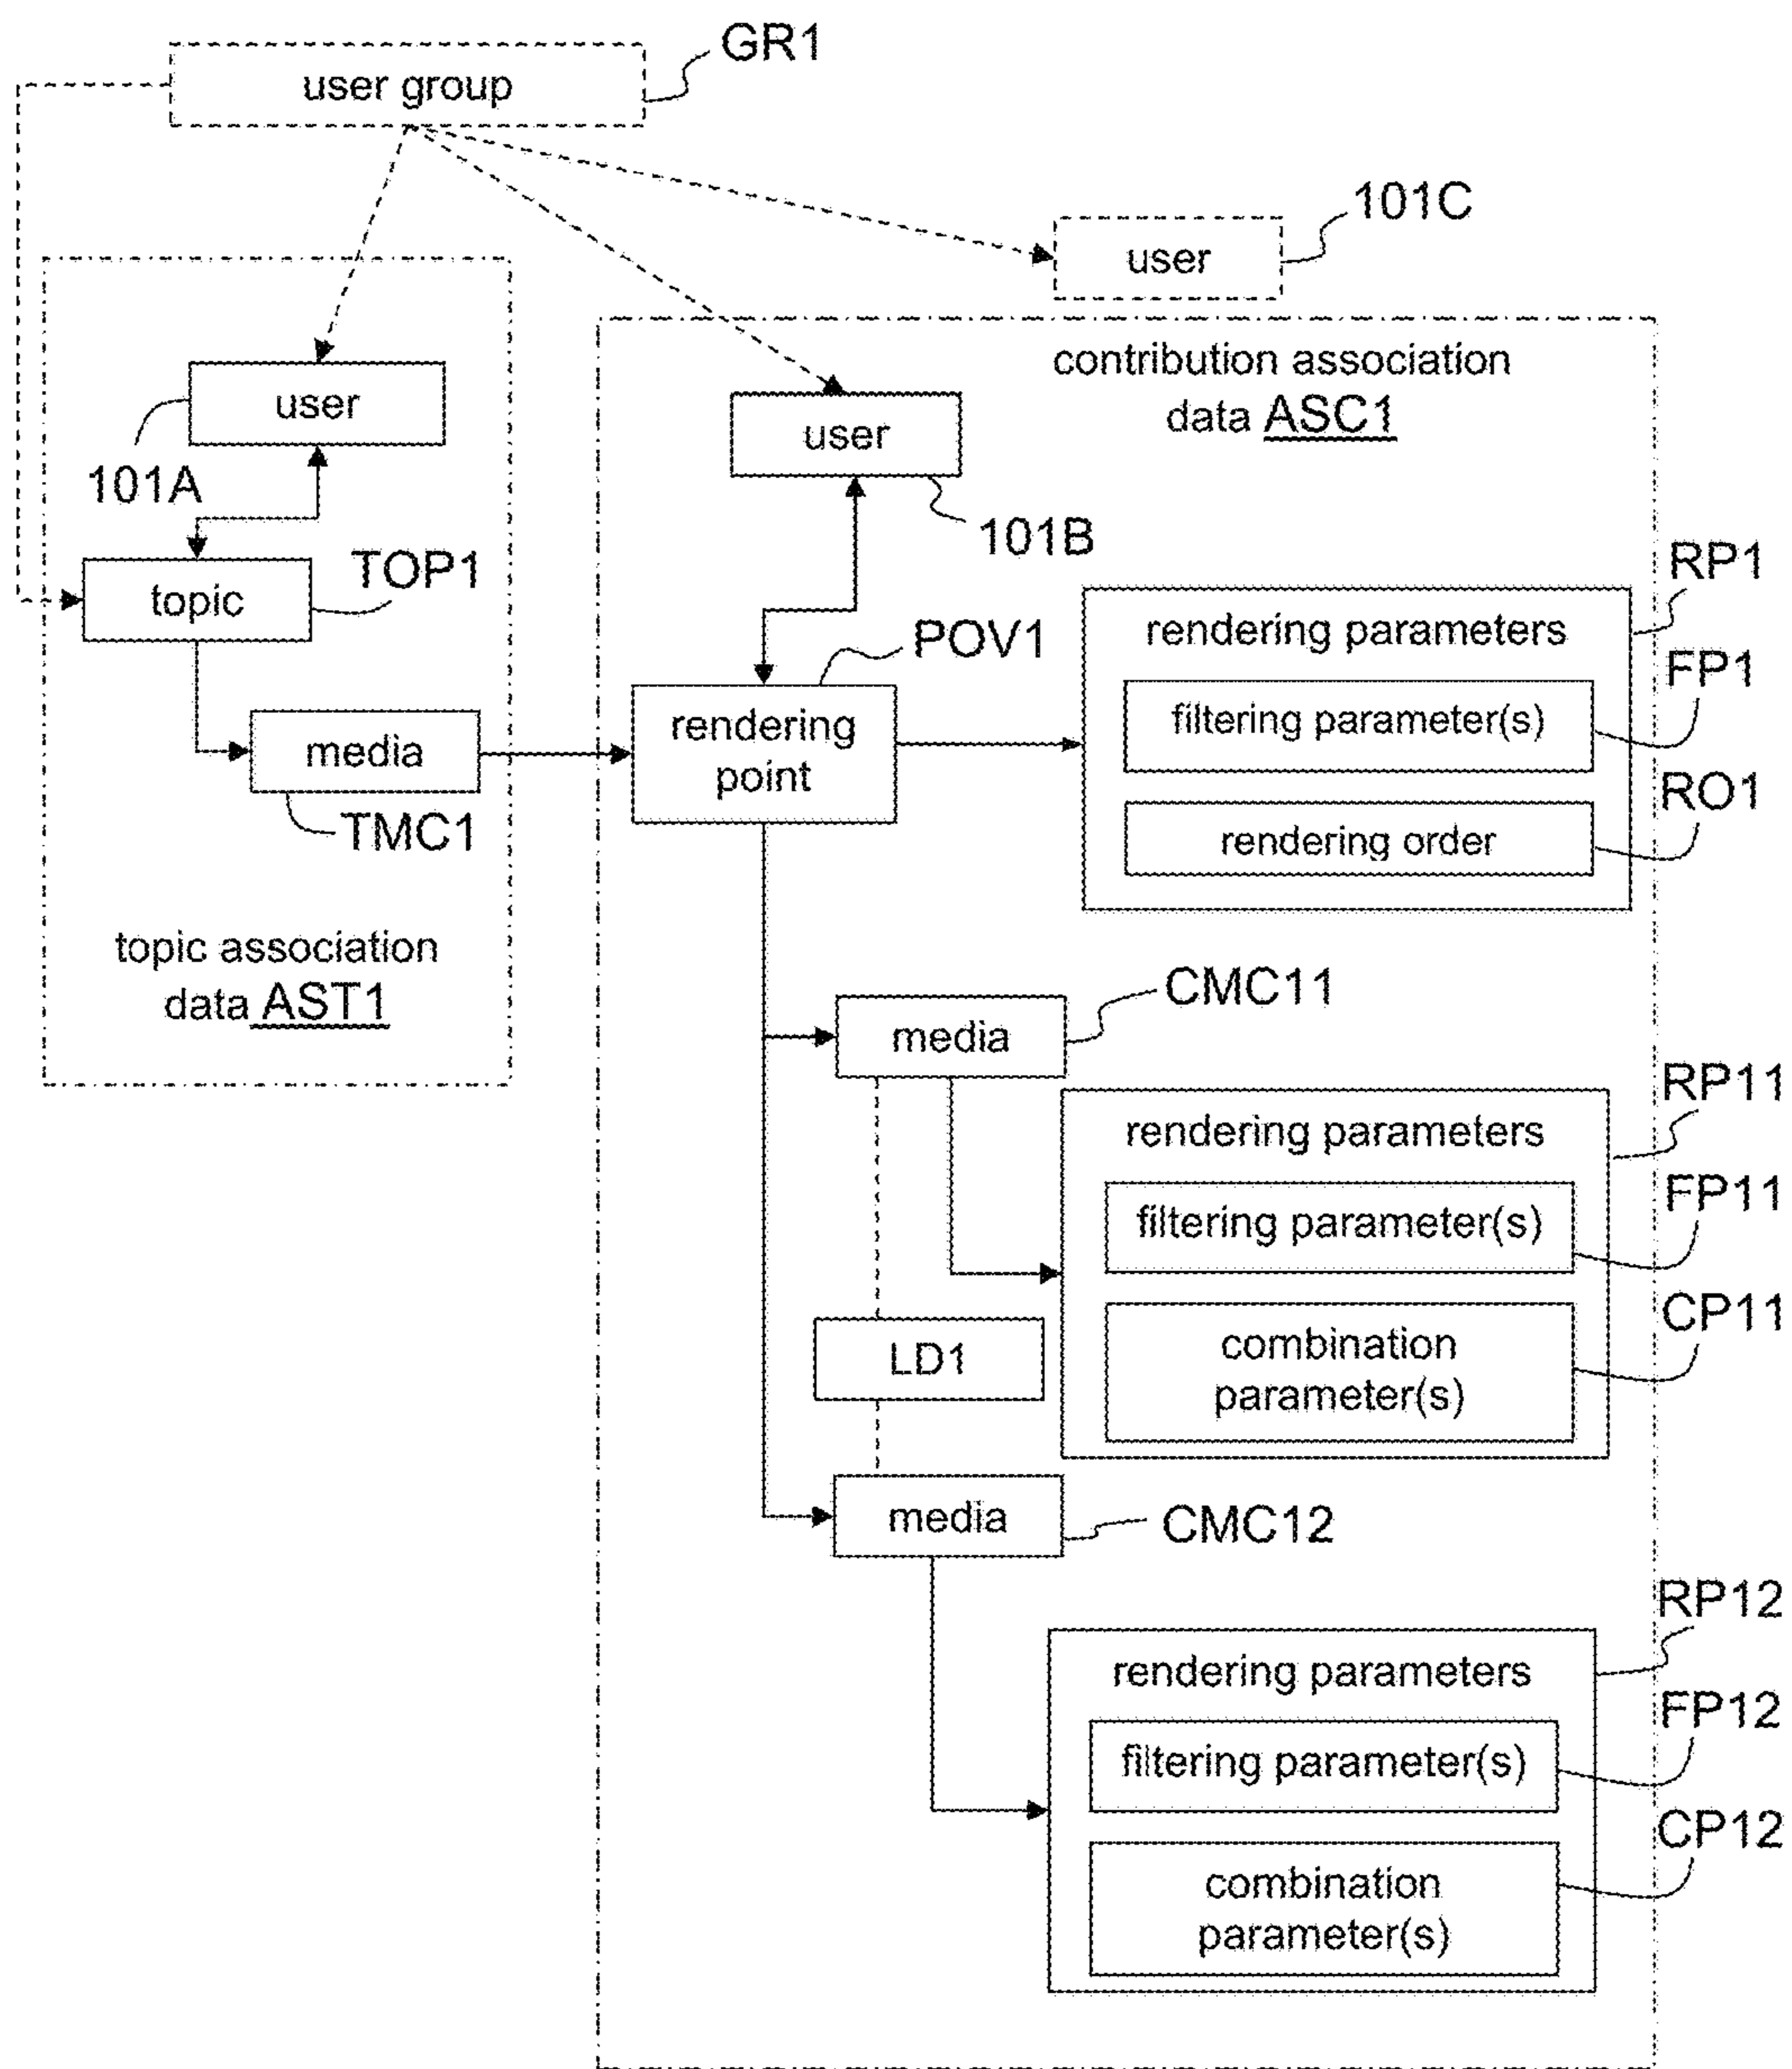 GR1
user group
101C
user
contribution association
data ASC1
user
101A
user
101B
TOP1
topic
RP1
rendering parameters
POV1
FP1
filtering parameter(s)
rendering
point
media
TMC1
RO1
rendering order
topic association
data AST1
CMC11
media
RP11
rendering parameters
FP11
filtering parameter(s)
CP11
combination
parameter(s)
LD1
media
CMC12
RP12
rendering parameters
FP12
filtering parameter(s)
CP12
combination
parameter(s)